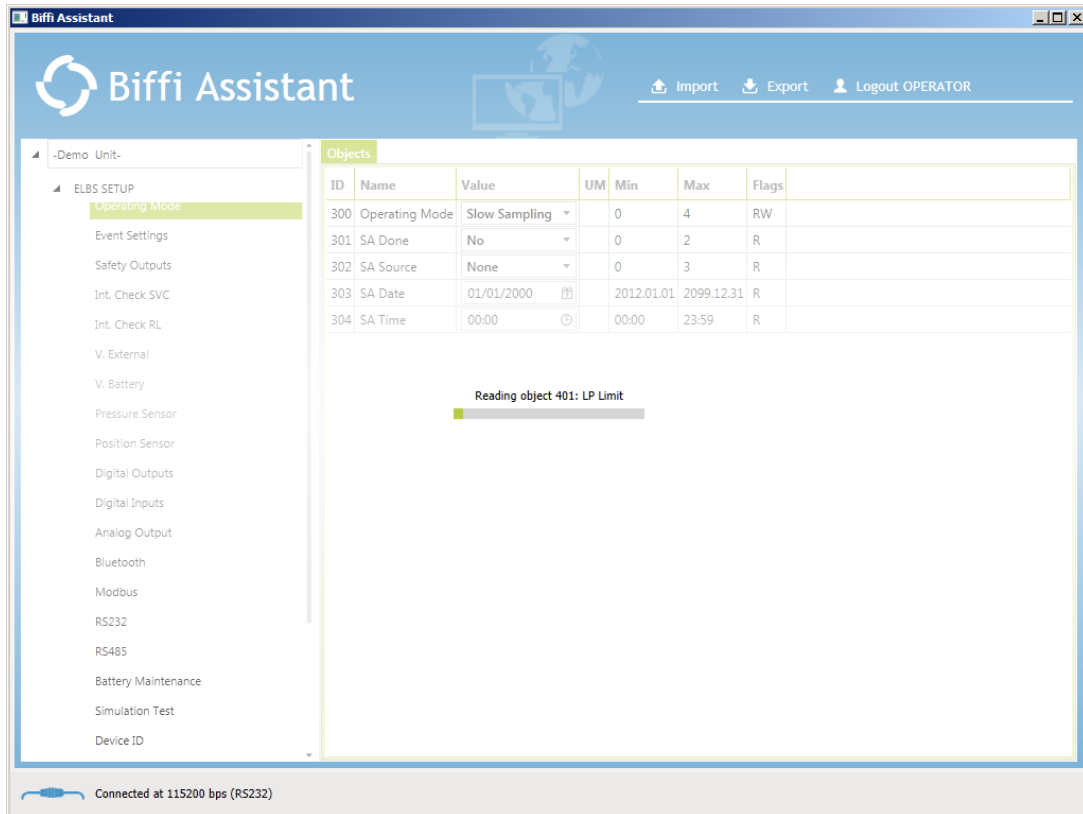 Biffi Assistant
Biffi Assistant
Import Export Logout OPERATOR
-Demo Unit-
ELBS SETUP
Operating Mode
Event Settings
Safety Outputs
Int. Check SVC
Int. Check RL
V. External
V. Battery
Pressure Sensor
Position Sensor
Digital Outputs
Digital Inputs
Analog Output
Bluetooth
Modbus
RS232
RS485
Battery Maintenance
Simulation Test
Device ID
Objects
ID Name Value UM Min Max Flags
300 Operating Mode Slow Sampling 0 4 RW
301 SA Done No 0 2 R
302 SA Source None 0 3 R
303 SA Date 01/01/2000 2012.01.01 2099.12.31 R
304 SA Time 00:00 00:00 23:59 R
Reading object 401: LP Limit
Connected at 115200 bps (RS232)